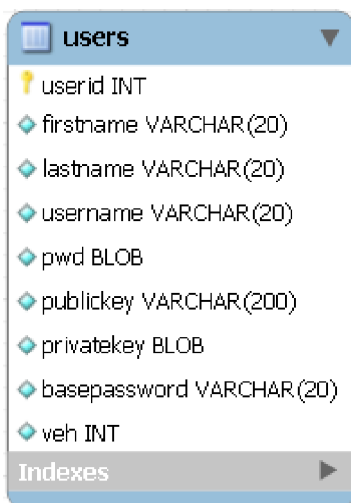 users
userid INT
firstname VARCHAR(20)
lastname VARCHAR(20)
username VARCHAR(20)
pwd BLOB
publickey VARCHAR(200)
privatekey BLOB
basepassword VARCHAR(20)
veh INT
Indexes